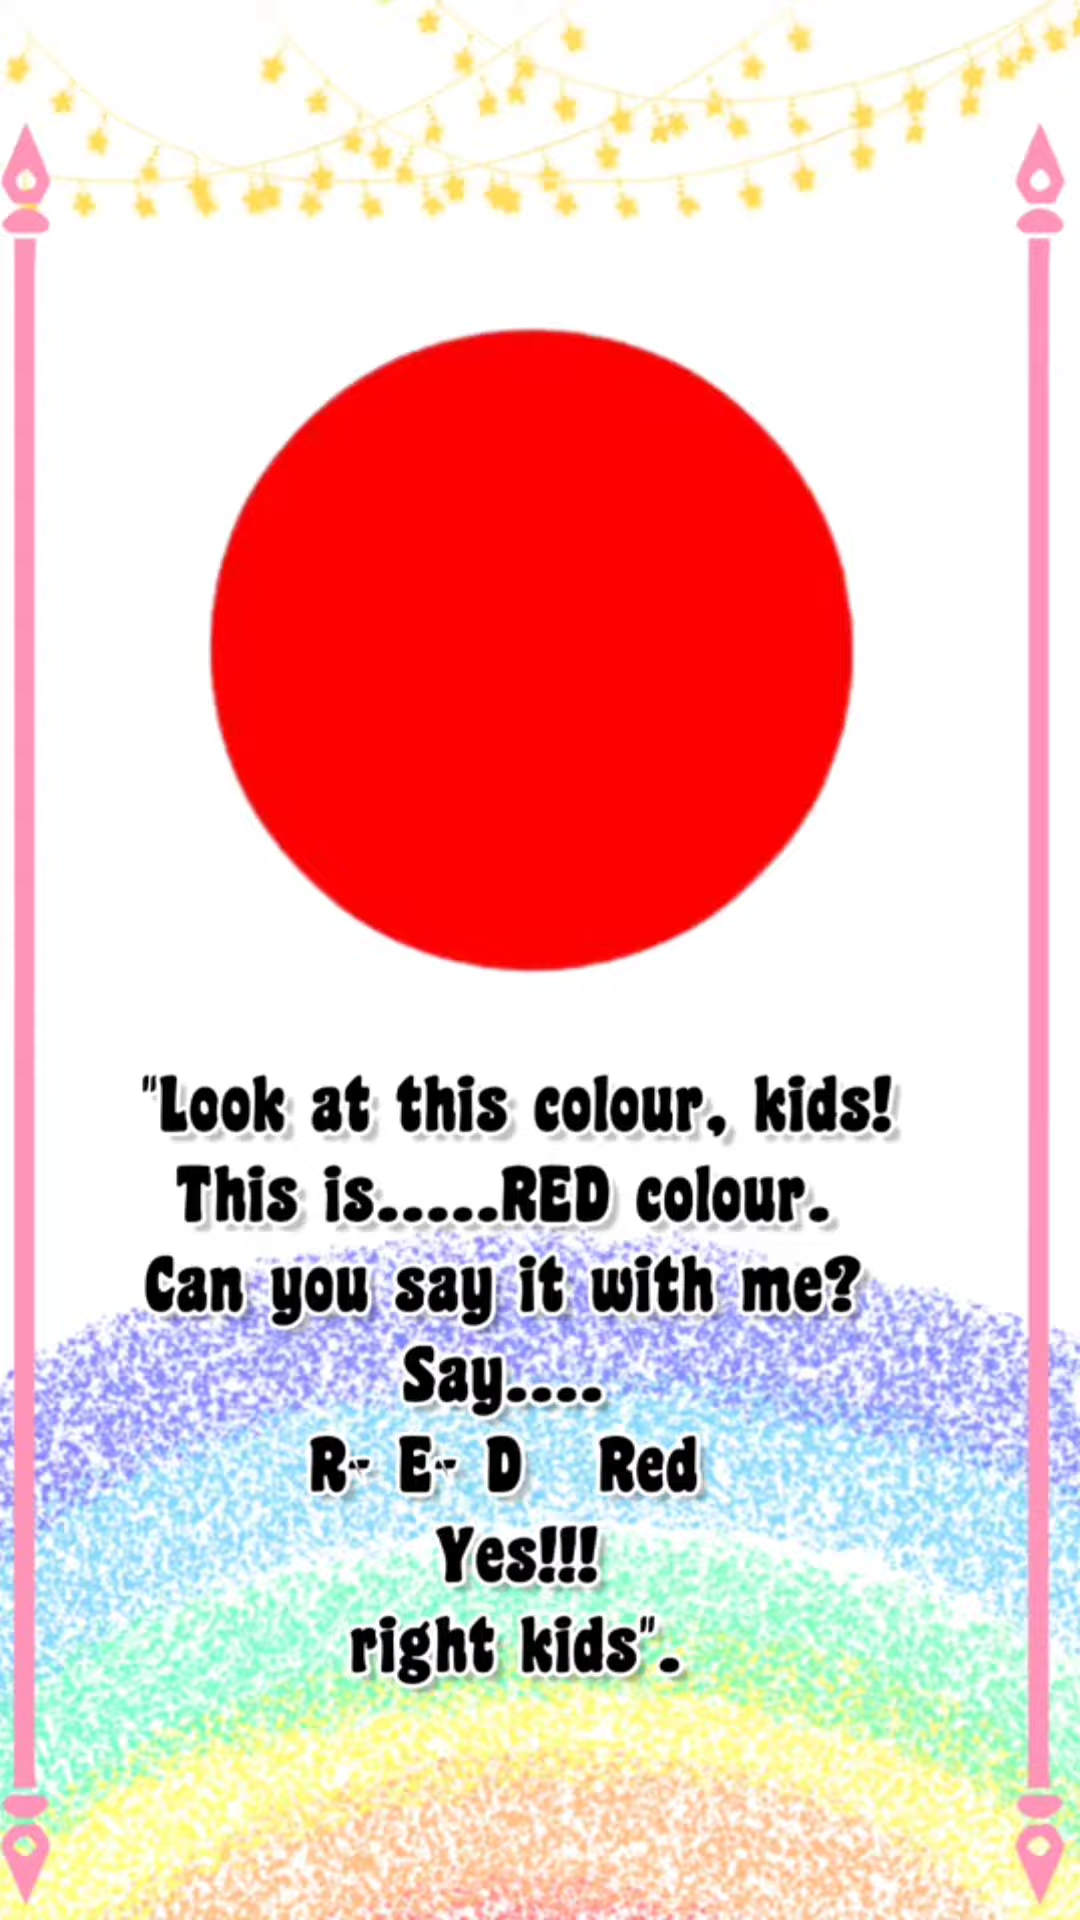 "Look at this colour, kids!
This is.....RED colour.
Can you say it with me?
Say....
R- E- D Red
Yes!!!
right kids".